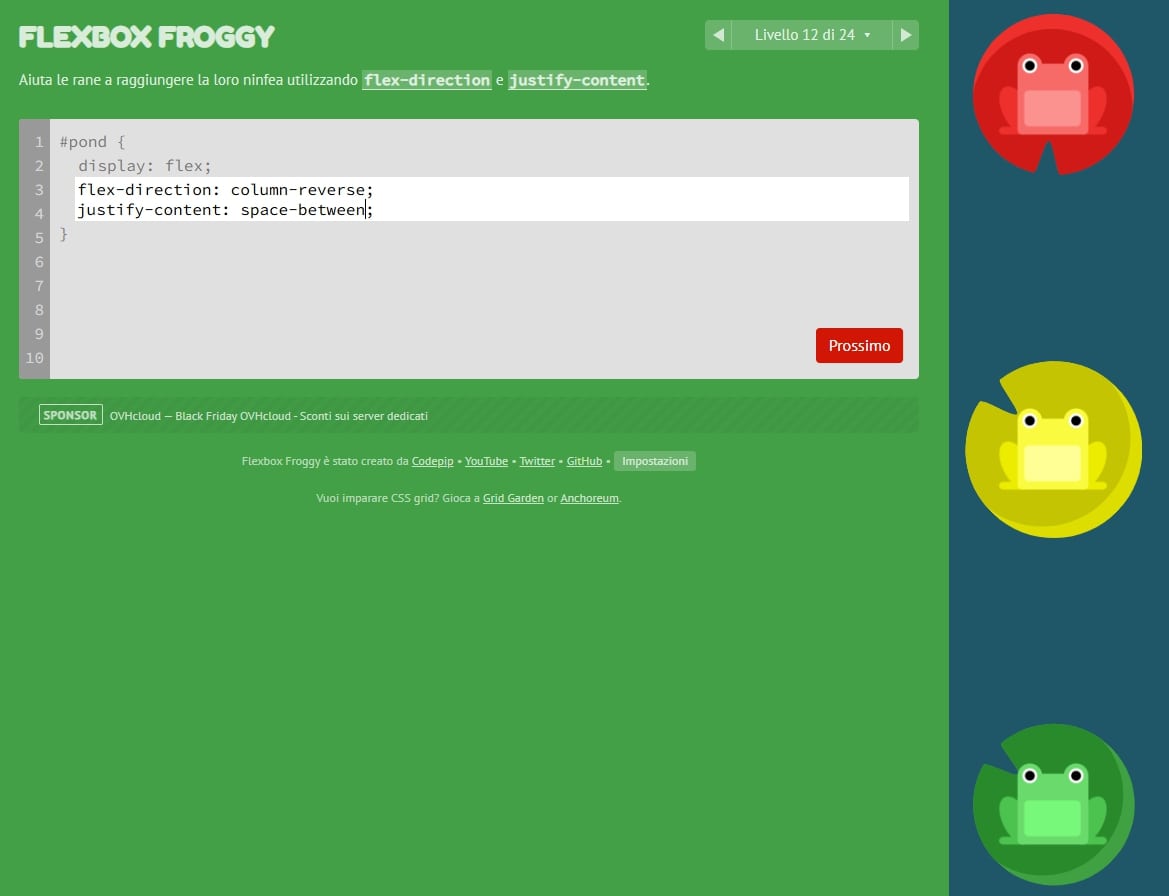 FLEXBOX FROGGY
Livello 12 di 24
Aiuta le rane a raggiungere la loro ninfea utilizzando flex-direction e justify-content.
1 #pond {
2 display: flex;
3 flex-direction: column-reverse;
4 justify-content: space-between;
5 }
6
7
8
9
10
Prossimo
SPONSOR OVHcloud — Black Friday OVHcloud - Sconti sui server dedicati
Flexbox Froggy è stato creato da Codepip • YouTube • Twitter • GitHub • Impostazioni
Vuoi imparare CSS grid? Gioca a Grid Garden or Anchoreum.